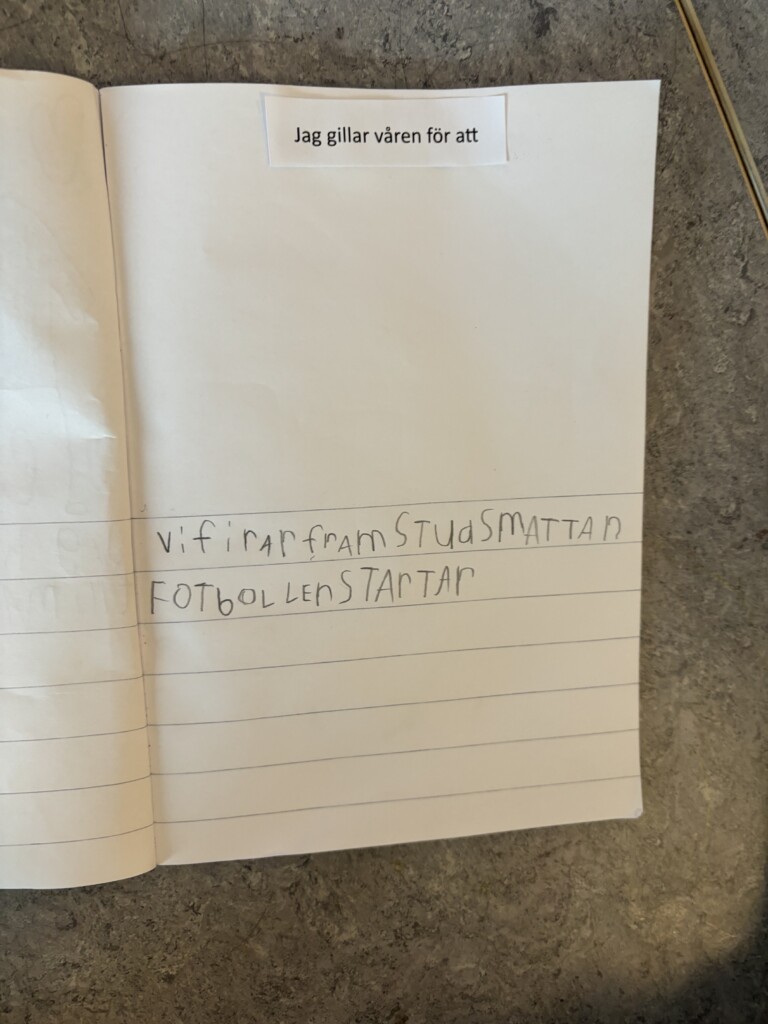 Jag gillar våren för att
vifirArframSTudSmATTAn
FOTbOLLEnSTArTAr